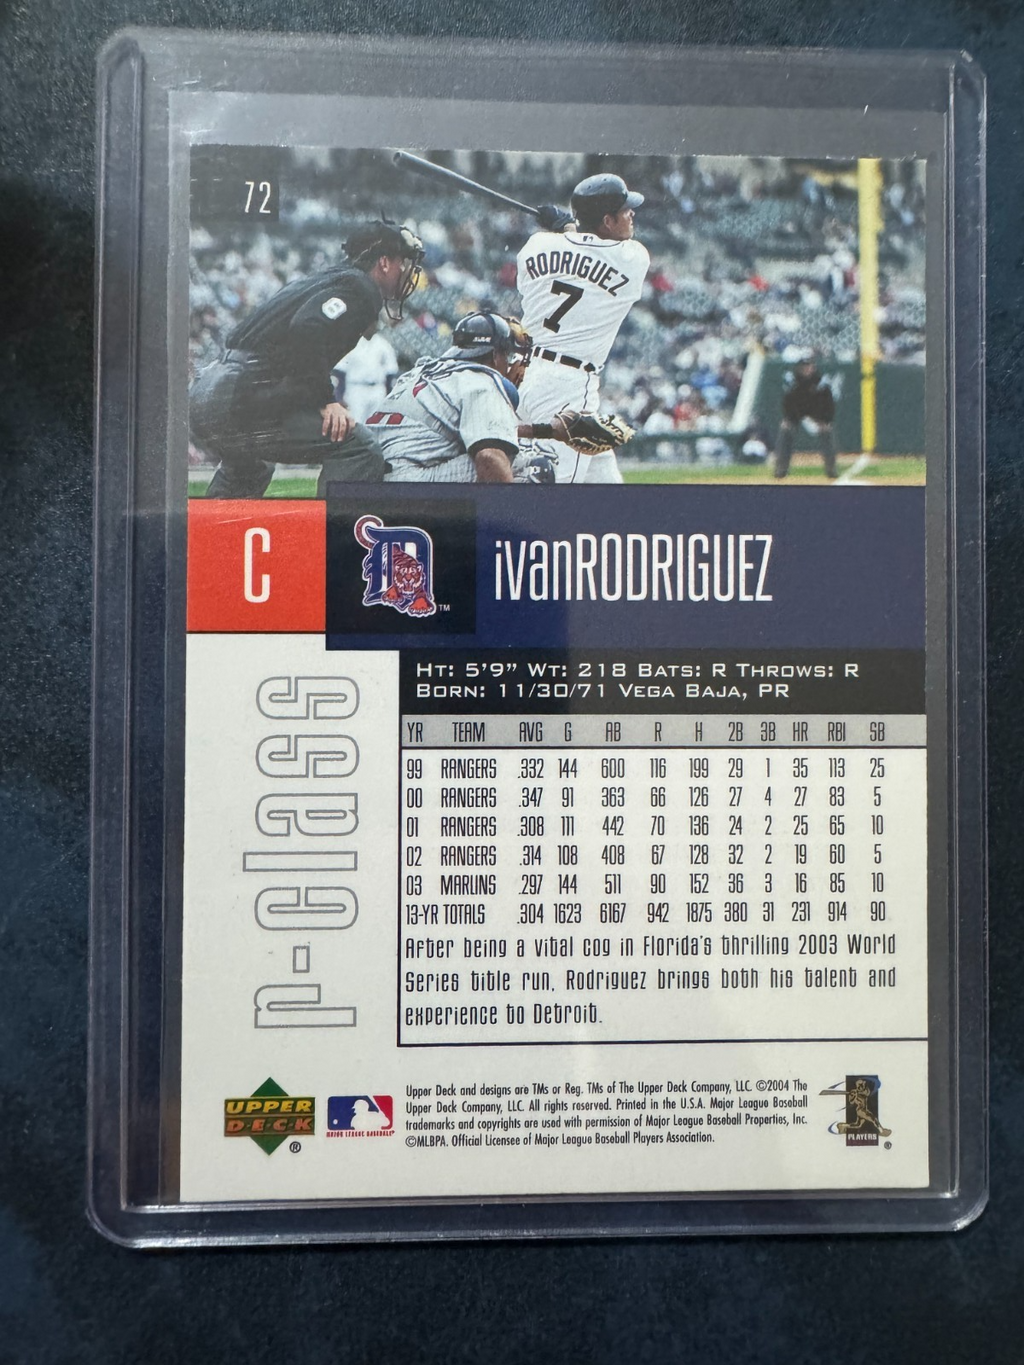 72
RODRIGUEZ
7
8
C
D
TM
ivanRODRIGUEZ
HT: 5'9" WT: 218 BATS: R THROWS: R
BORN: 11/30/71 VEGA BAJA, PR
YR TEAM AVG G AB R H 2B 3B HR RBI SB
99 RANGERS .332 144 600 116 199 29 1 35 113 25
00 RANGERS .347 91 363 66 126 27 4 27 83 5
01 RANGERS .308 111 442 70 136 24 2 25 65 10
02 RANGERS .314 108 408 67 128 32 2 19 60 5
03 MARLINS .297 144 511 90 152 36 3 16 85 10
13-YR TOTALS .304 1623 6167 942 1875 380 31 231 914 90
After being a vital cog in Florida's thrilling 2003 World
Series title run, Rodriguez brings both his talent and
experience to Detroit.
r-class
UPPER
D·E·C·K
®
MAJOR LEAGUE BASEBALL
Upper Deck and designs are TMs or Reg. TMs of The Upper Deck Company, LLC. ©2004 The
Upper Deck Company, LLC. All rights reserved. Printed in the U.S.A. Major League Baseball
trademarks and copyrights are used with permission of Major League Baseball Properties, Inc.
©MLBPA. Official Licensee of Major League Baseball Players Association.
PLAYERS
®